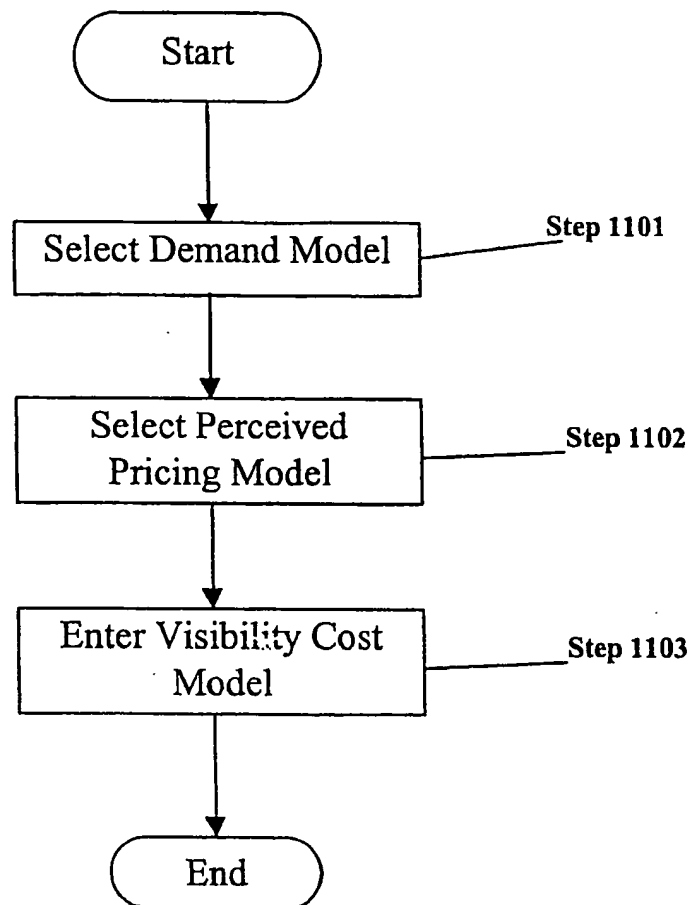 Start
Select Demand Model
Step 1101
Select Perceived
Pricing Model
Step 1102
Enter Visibility Cost
Model
Step 1103
End